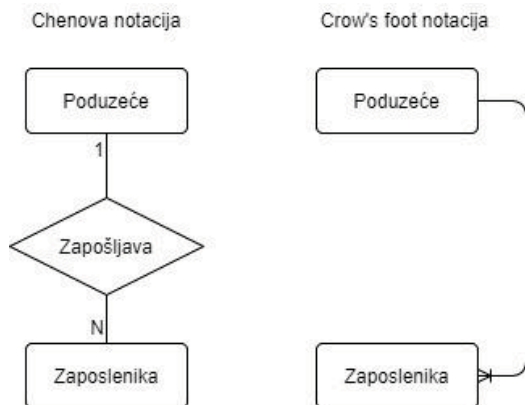 Chenova notacija
Crow's foot notacija
Poduzeće
Poduzeće
1
Zapošljava
N
Zaposlenika
Zaposlenika